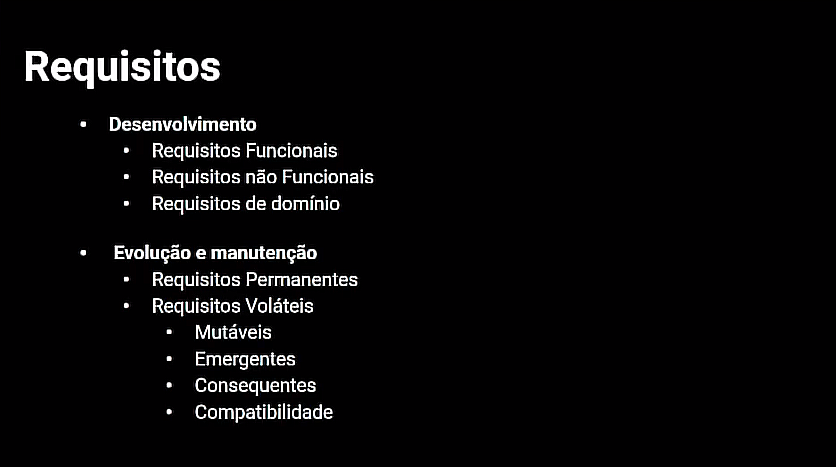 Requisitos
• Desenvolvimento
• Requisitos Funcionais
• Requisitos não Funcionais
• Requisitos de domínio
• Evolução e manutenção
• Requisitos Permanentes
• Requisitos Voláteis
• Mutáveis
• Emergentes
• Consequentes
• Compatibilidade